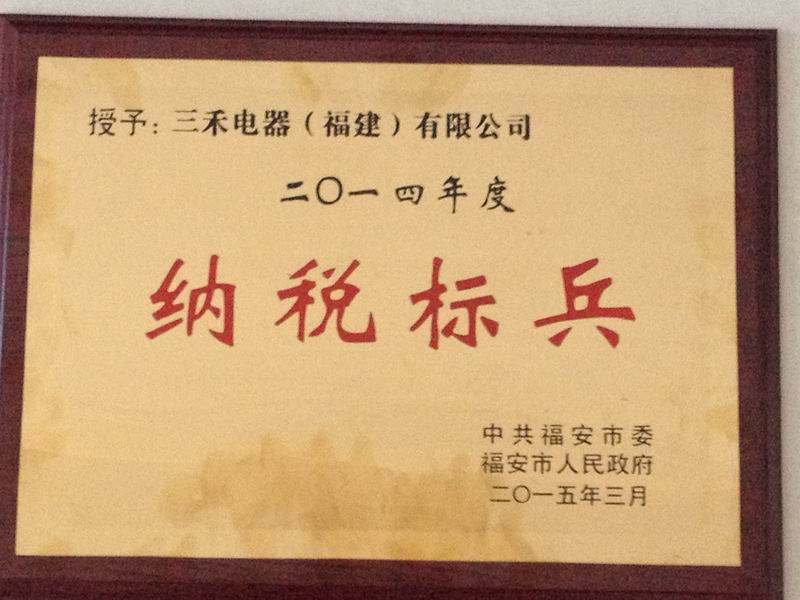 授予：三禾电器（福建）有限公司
二〇一四年度
纳税标兵
中共福安市委
福安市人民政府
二〇一五年三月